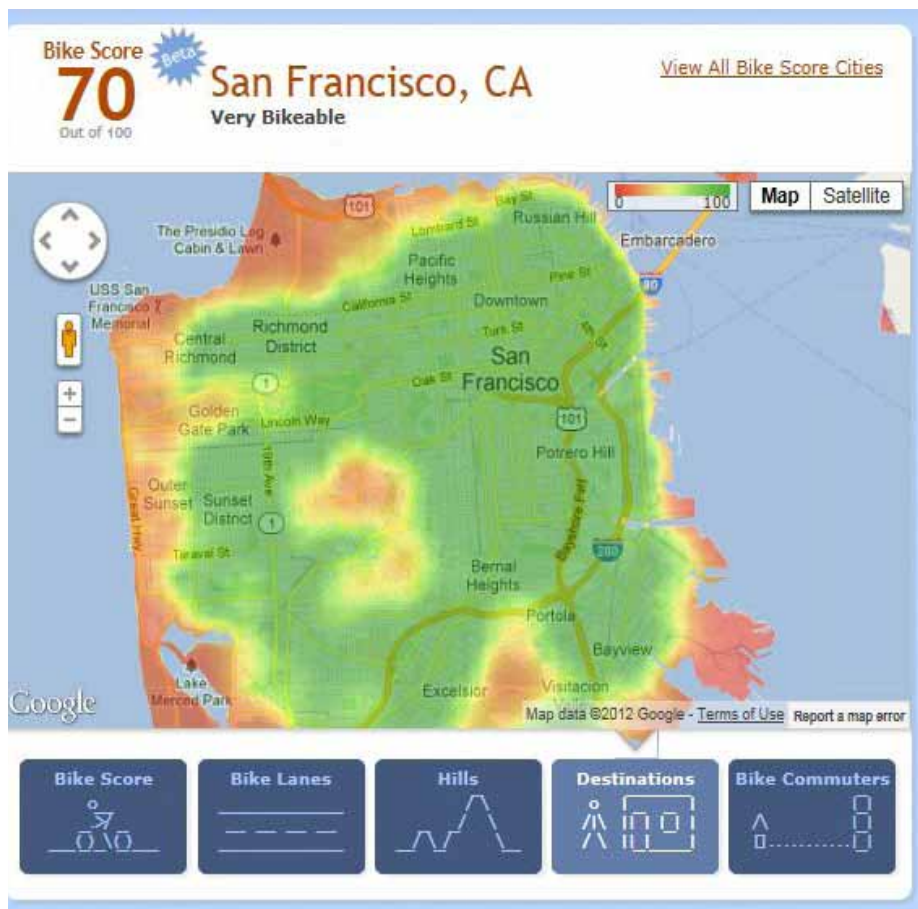 Bike Score
Beta
70
Out of 100
San Francisco, CA
Very Bikeable
View All Bike Score Cities
0
100
Map
Satellite
101
Bay St
Lombard St
Russian Hill
The Presidio Log
Cabin & Lawn
Embarcadero
Pacific
Heights
Pine St
80
USS San
Francisco
Memorial
California St
Downtown
Central
Richmond
Richmond
District
Turk St
San
Francisco
1
Oak St
Golden
Gate Park
Lincoln Way
101
19th Ave
Potrero Hill
Outer
Sunset
Sunset
District
Great Hwy
1
Bayshore Fwy
Taraval St
280
Bernal
Heights
Portola
Bayview
Lake
Merced Park
Excelsior
Visitacion
Google
Map data ©2012 Google - Terms of Use
Report a map error
Bike Score
Bike Lanes
Hills
Destinations
Bike Commuters